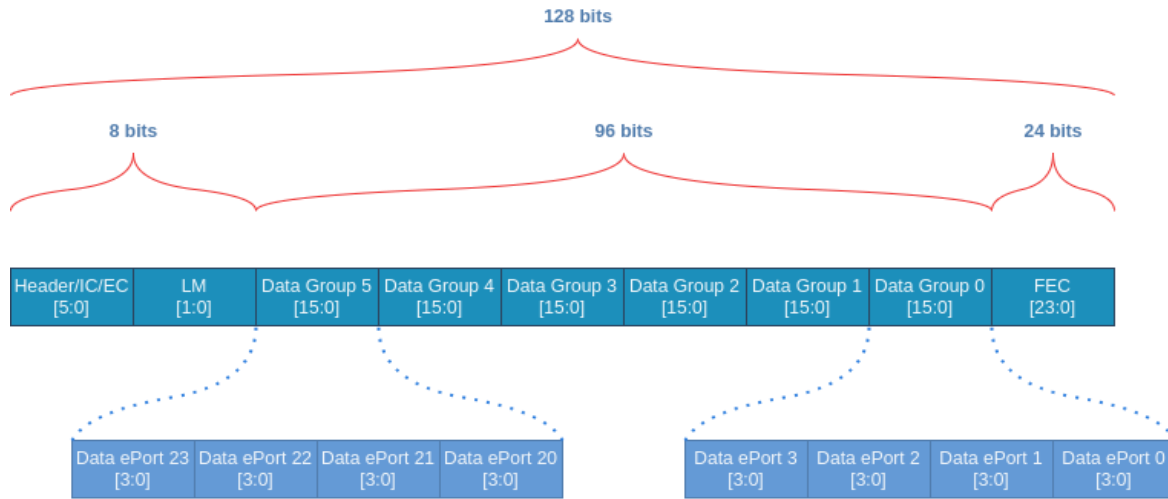 128 bits
8 bits
96 bits
24 bits
Header/IC/EC
[5:0]
LM
[1:0]
Data Group 5
[15:0]
Data Group 4
[15:0]
Data Group 3
[15:0]
Data Group 2
[15:0]
Data Group 1
[15:0]
Data Group 0
[15:0]
FEC
[23:0]
Data ePort 23
[3:0]
Data ePort 22
[3:0]
Data ePort 21
[3:0]
Data ePort 20
[3:0]
Data ePort 3
[3:0]
Data ePort 2
[3:0]
Data ePort 1
[3:0]
Data ePort 0
[3:0]